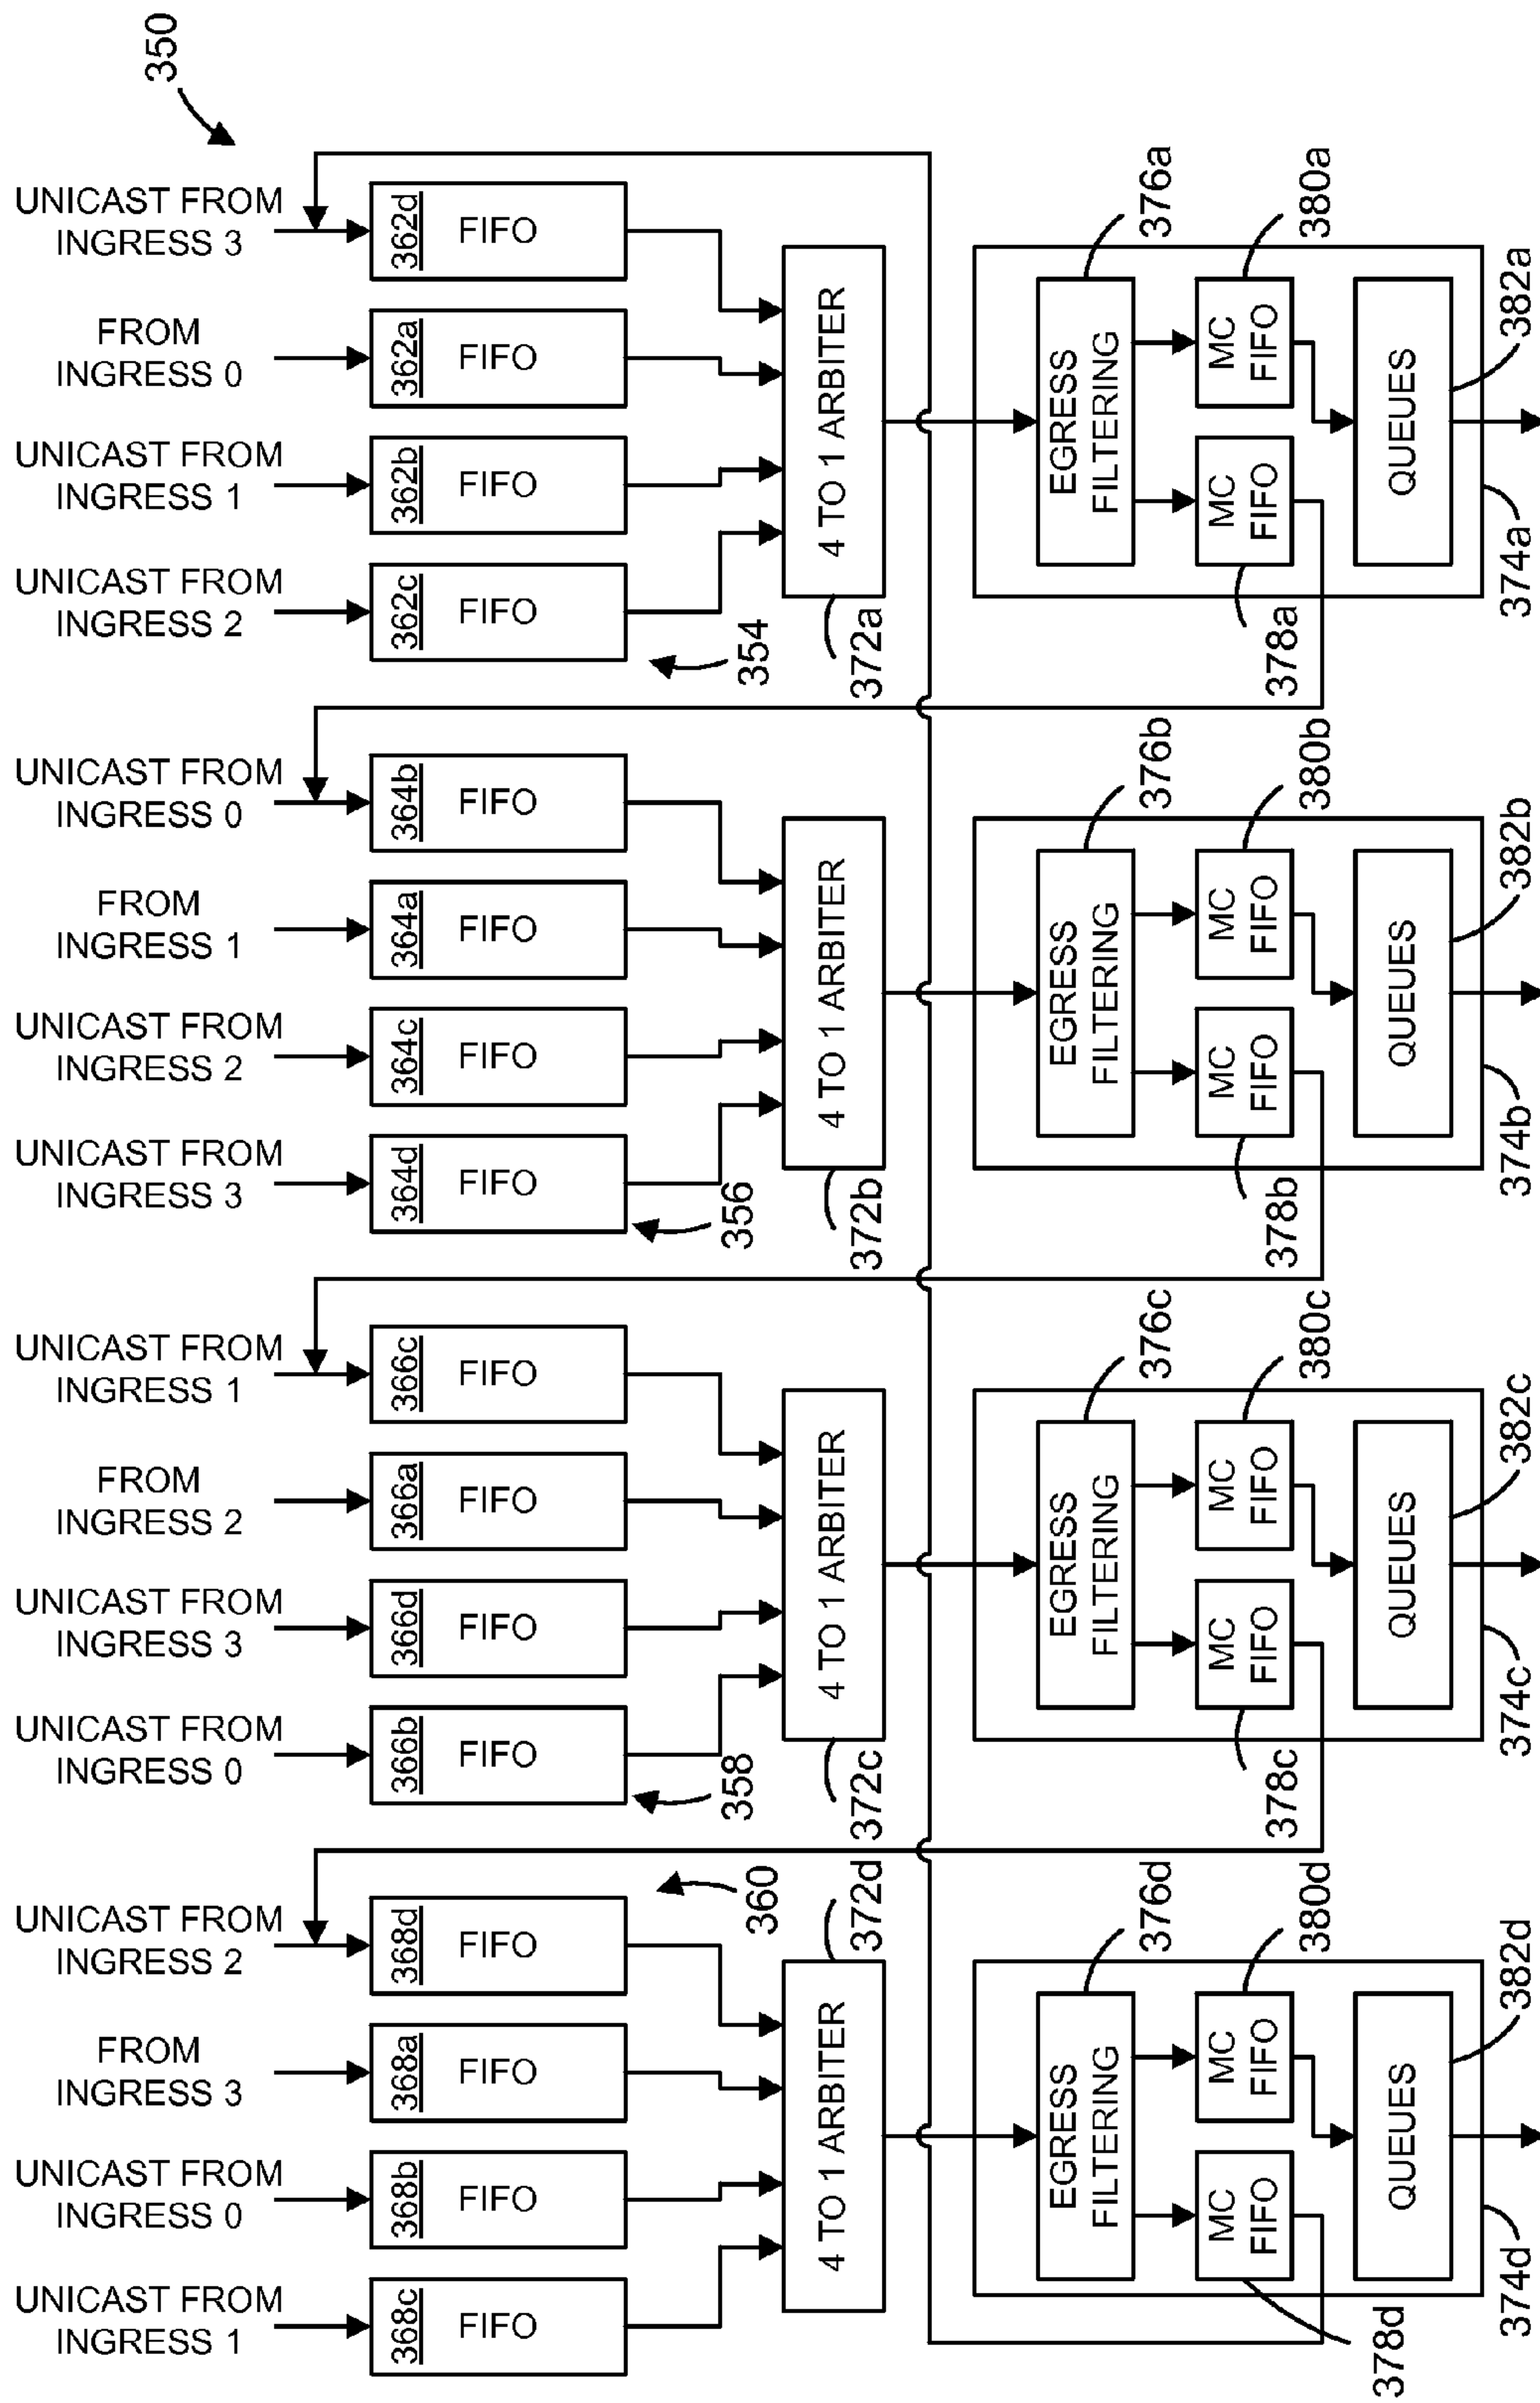 350
UNICAST FROM
INGRESS 3
FROM
INGRESS 0
UNICAST FROM
INGRESS 1
UNICAST FROM
INGRESS 2
362d
FIFO
362a
FIFO
362b
FIFO
362c
FIFO
354
4 TO 1 ARBITER
372a
EGRESS
FILTERING
376a
MC
FIFO
380a
MC
FIFO
378a
QUEUES
382a
374a
UNICAST FROM
INGRESS 0
FROM
INGRESS 1
UNICAST FROM
INGRESS 2
UNICAST FROM
INGRESS 3
364b
FIFO
364a
FIFO
364c
FIFO
364d
FIFO
356
4 TO 1 ARBITER
372b
EGRESS
FILTERING
376b
MC
FIFO
380b
MC
FIFO
378b
QUEUES
382b
374b
UNICAST FROM
INGRESS 1
FROM
INGRESS 2
UNICAST FROM
INGRESS 3
UNICAST FROM
INGRESS 0
366c
FIFO
366a
FIFO
366d
FIFO
366b
FIFO
358
4 TO 1 ARBITER
372c
EGRESS
FILTERING
376c
MC
FIFO
380c
MC
FIFO
378c
QUEUES
382c
374c
UNICAST FROM
INGRESS 2
FROM
INGRESS 3
UNICAST FROM
INGRESS 0
UNICAST FROM
INGRESS 1
368d
FIFO
368a
FIFO
368b
FIFO
368c
FIFO
360
4 TO 1 ARBITER
372d
EGRESS
FILTERING
376d
MC
FIFO
380d
MC
FIFO
378d
QUEUES
382d
374d